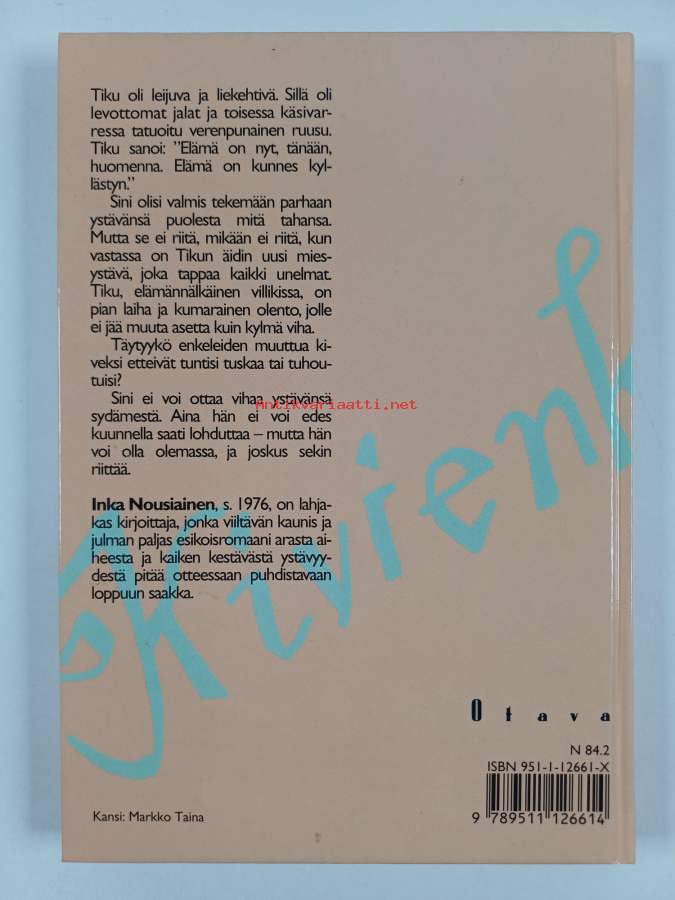 Tiku oli leijuva ja liekehtivä. Sillä oli
levottomat jalat ja toisessa käsivar-
ressa tatuoitu verenpunainen ruusu.
Tiku sanoi: ”Elämä on nyt, tänään,
huomenna. Elämä on kunnes kyl-
lästyn.”
Sini olisi valmis tekemään parhaan
ystävänsä puolesta mitä tahansa.
Mutta se ei riitä, mikään ei riitä, kun
vastassa on Tikun äidin uusi mies-
ystävä, joka tappaa kaikki unelmat.
Tiku, elämännälkäinen villikissa, on
pian laiha ja kumarainen olento, jolle
ei jää muuta asetta kuin kylmä viha.
Täytyykö enkeleiden muuttua ki-
veksi etteivät tuntisi tuskaa tai tuhou-
tuisi?
Sini ei voi ottaa vihaa ystävänsä
sydämestä. Aina hän ei voi edes
kuunnella saati lohduttaa – mutta hän
voi olla olemassa, ja joskus sekin
riittää.
Inka Nousiainen, s. 1976, on lahja-
kas kirjoittaja, jonka viiltävän kaunis ja
julman paljas esikoisromaani arasta ai-
heesta ja kaiken kestävästä ystävyy-
destä pitää otteessaan puhdistavaan
loppuun saakka.
Kivienk
Antikvariaatti.net
Otava
N 84.2
ISBN 951-1-12661-X
9 789511 126614
Kansi: Markko Taina